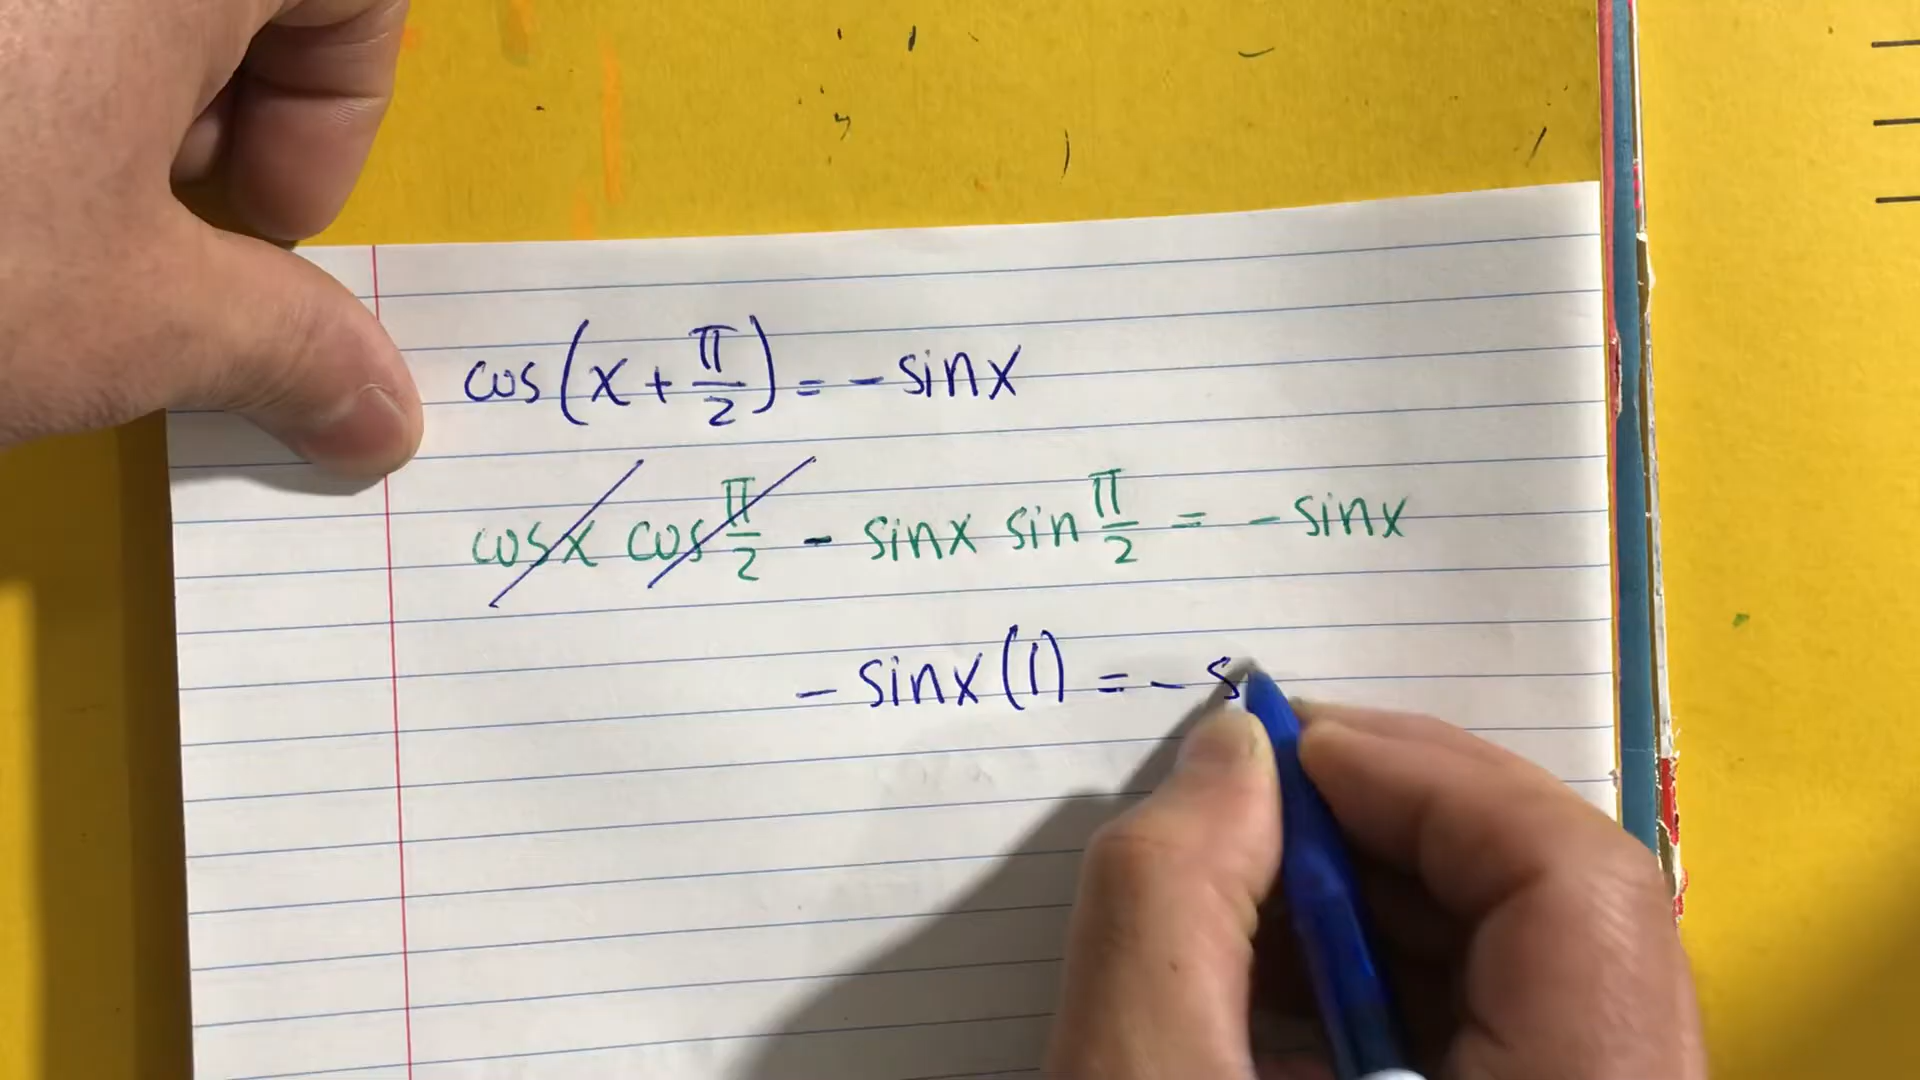 cos(x + π/2) = - sinx
cosx cos π/2 - sinx sin π/2 = - sinx
- sinx (1) = - s